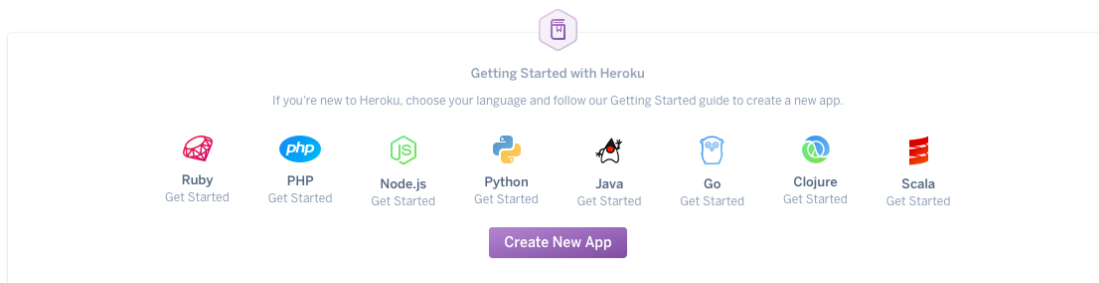 Getting Started with Heroku
If you're new to Heroku, choose your language and follow our Getting Started guide to create a new app.
php
JS
Ruby
PHP
Node.js
Python
Java
Go
Clojure
Scala
Get Started
Get Started
Get Started
Get Started
Get Started
Get Started
Get Started
Get Started
Create New App